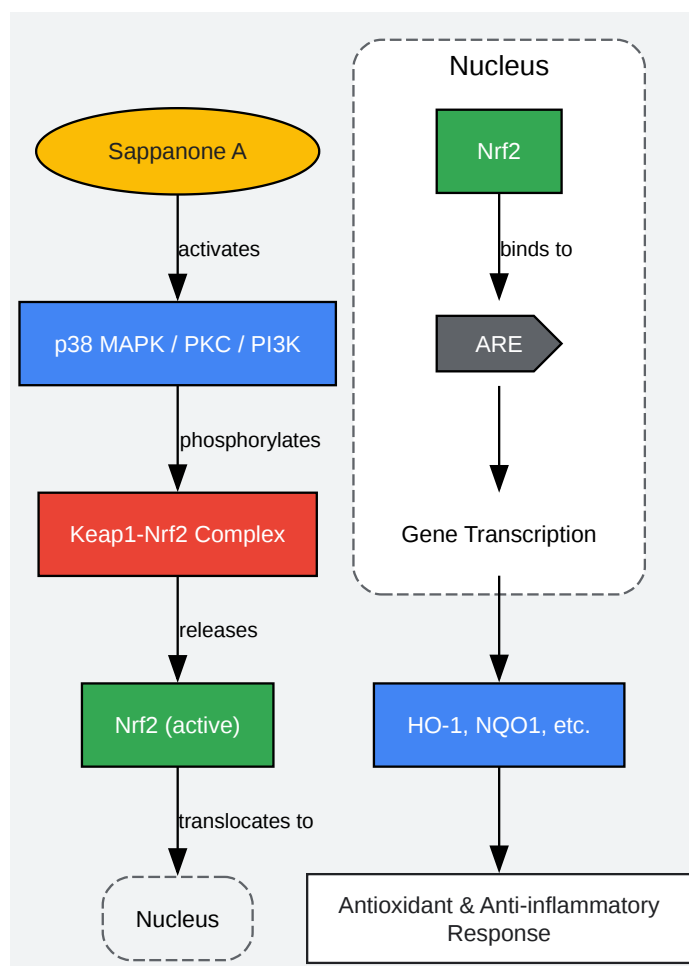 Sappanone A
activates
p38 MAPK / PKC / PI3K
phosphorylates
Keap1-Nrf2 Complex
releases
Nrf2 (active)
translocates to
Nucleus
Nucleus
Nrf2
binds to
ARE
Gene Transcription
HO-1, NQO1, etc.
Antioxidant & Anti-inflammatory
Response